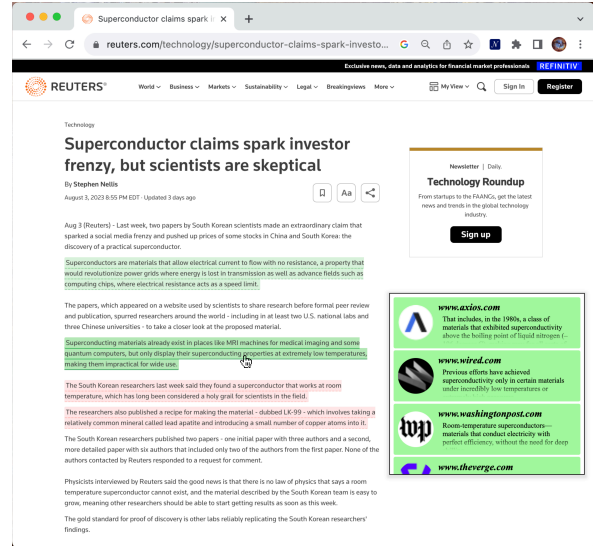 Superconductor claims spark i
reuters.com/technology/superconductor-claims-spark-investo...
Exclusive news, data and analytics for financial market professionals REFINITIV
REUTERS®
World Business Markets Sustainability Legal Breakingviews More
My View Sign In Register
Technology
Superconductor claims spark investor
frenzy, but scientists are skeptical
By Stephen Nellis
August 3, 2023 8:55 PM EDT · Updated 3 days ago
Aa
Aug 3 (Reuters) - Last week, two papers by South Korean scientists made an extraordinary claim that
sparked a social media frenzy and pushed up prices of some stocks in China and South Korea: the
discovery of a practical superconductor.
Superconductors are materials that allow electrical current to flow with no resistance, a property that
would revolutionize power grids where energy is lost in transmission as well as advance fields such as
computing chips, where electrical resistance acts as a speed limit.
The papers, which appeared on a website used by scientists to share research before formal peer review
and publication, spurred researchers around the world - including in at least two U.S. national labs and
three Chinese universities - to take a closer look at the proposed material.
Superconducting materials already exist in places like MRI machines for medical imaging and some
quantum computers, but only display their superconducting properties at extremely low temperatures,
making them impractical for wide use.
The South Korean researchers last week said they found a superconductor that works at room
temperature, which has long been considered a holy grail for scientists in the field.
The researchers also published a recipe for making the material - dubbed LK-99 - which involves taking a
relatively common mineral called lead apatite and introducing a small number of copper atoms into it.
The South Korean researchers published two papers - one initial paper with three authors and a second,
more detailed paper with six authors that included only two of the authors from the first paper. None of the
authors contacted by Reuters responded to a request for comment.
Physicists interviewed by Reuters said the good news is that there is no law of physics that says a room
temperature superconductor cannot exist, and the material described by the South Korean team is easy to
grow, meaning other researchers should be able to start getting results as soon as this week.
The gold standard for proof of discovery is other labs reliably replicating the South Korean researchers'
findings.
Newsletter | Daily.
Technology Roundup
From startups to the FAANGs, get the latest
news and trends in the global technology
industry.
Sign up
www.axios.com
That includes, in the 1980s, a class of
materials that exhibited superconductivity
above the boiling point of liquid nitrogen (–
www.wired.com
Previous efforts have achieved
superconductivity only in certain materials
under incredibly low temperatures or
www.washingtonpost.com
Room-temperature superconductors—
materials that conduct electricity with
perfect efficiency, without the need for deep
www.theverge.com